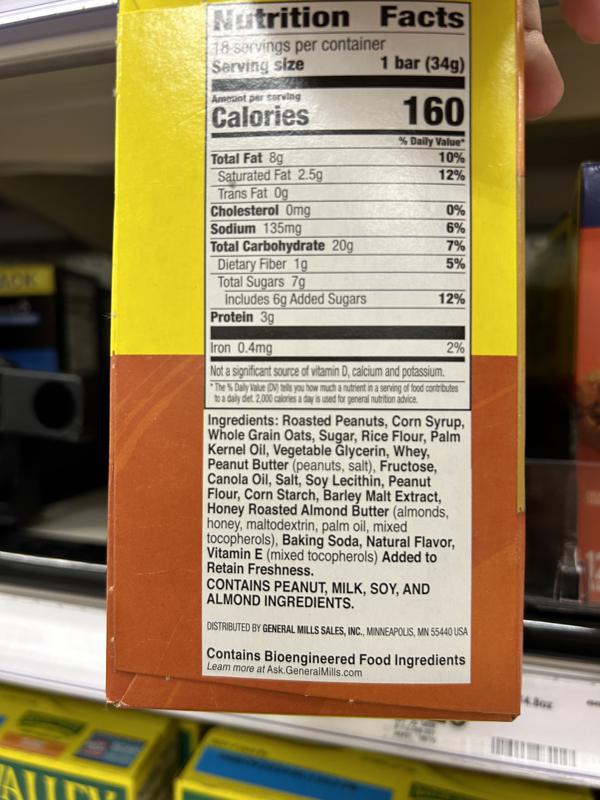 Nutrition Facts
18 servings per container
Serving size 1 bar (34g)
Amount per serving
Calories 160
% Daily Value*
Total Fat 8g 10%
Saturated Fat 2.5g 12%
Trans Fat 0g
Cholesterol 0mg 0%
Sodium 135mg 6%
Total Carbohydrate 20g 7%
Dietary Fiber 1g 5%
Total Sugars 7g
Includes 6g Added Sugars 12%
Protein 3g
Iron 0.4mg 2%
Not a significant source of vitamin D, calcium and potassium.
* The % Daily Value (DV) tells you how much a nutrient in a serving of food contributes
to a daily diet. 2,000 calories a day is used for general nutrition advice.
Ingredients: Roasted Peanuts, Corn Syrup,
Whole Grain Oats, Sugar, Rice Flour, Palm
Kernel Oil, Vegetable Glycerin, Whey,
Peanut Butter (peanuts, salt), Fructose,
Canola Oil, Salt, Soy Lecithin, Peanut
Flour, Corn Starch, Barley Malt Extract,
Honey Roasted Almond Butter (almonds,
honey, maltodextrin, palm oil, mixed
tocopherols), Baking Soda, Natural Flavor,
Vitamin E (mixed tocopherols) Added to
Retain Freshness.
CONTAINS PEANUT, MILK, SOY, AND
ALMOND INGREDIENTS.
DISTRIBUTED BY GENERAL MILLS SALES, INC., MINNEAPOLIS, MN 55440 USA
Contains Bioengineered Food Ingredients
Learn more at Ask.GeneralMills.com